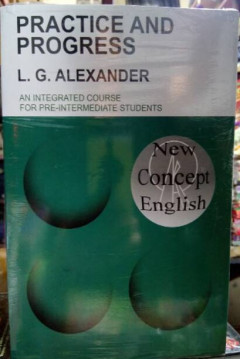 PRACTICE AND
PROGRESS
L. G. ALEXANDER
AN INTEGRATED COURSE
FOR PRE-INTERMEDIATE STUDENTS
New
Concept
English